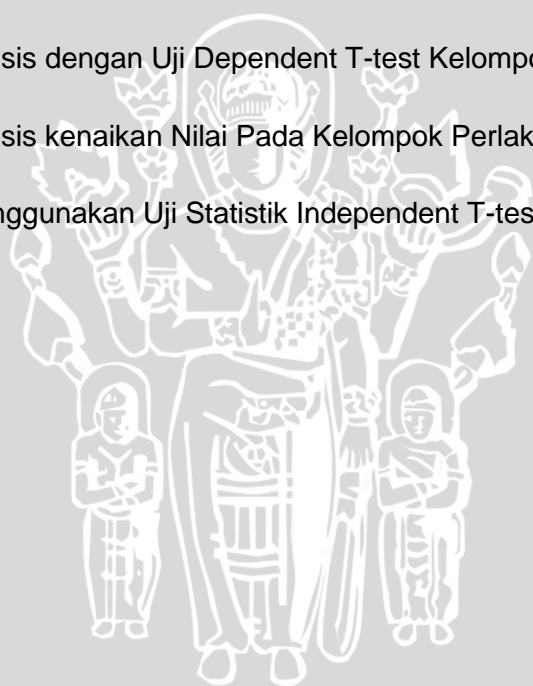 sis dengan Uji Dependent T-test Kelompo
sis kenaikan Nilai Pada Kelompok Perlak
nggunakan Uji Statistik Independent T-tes